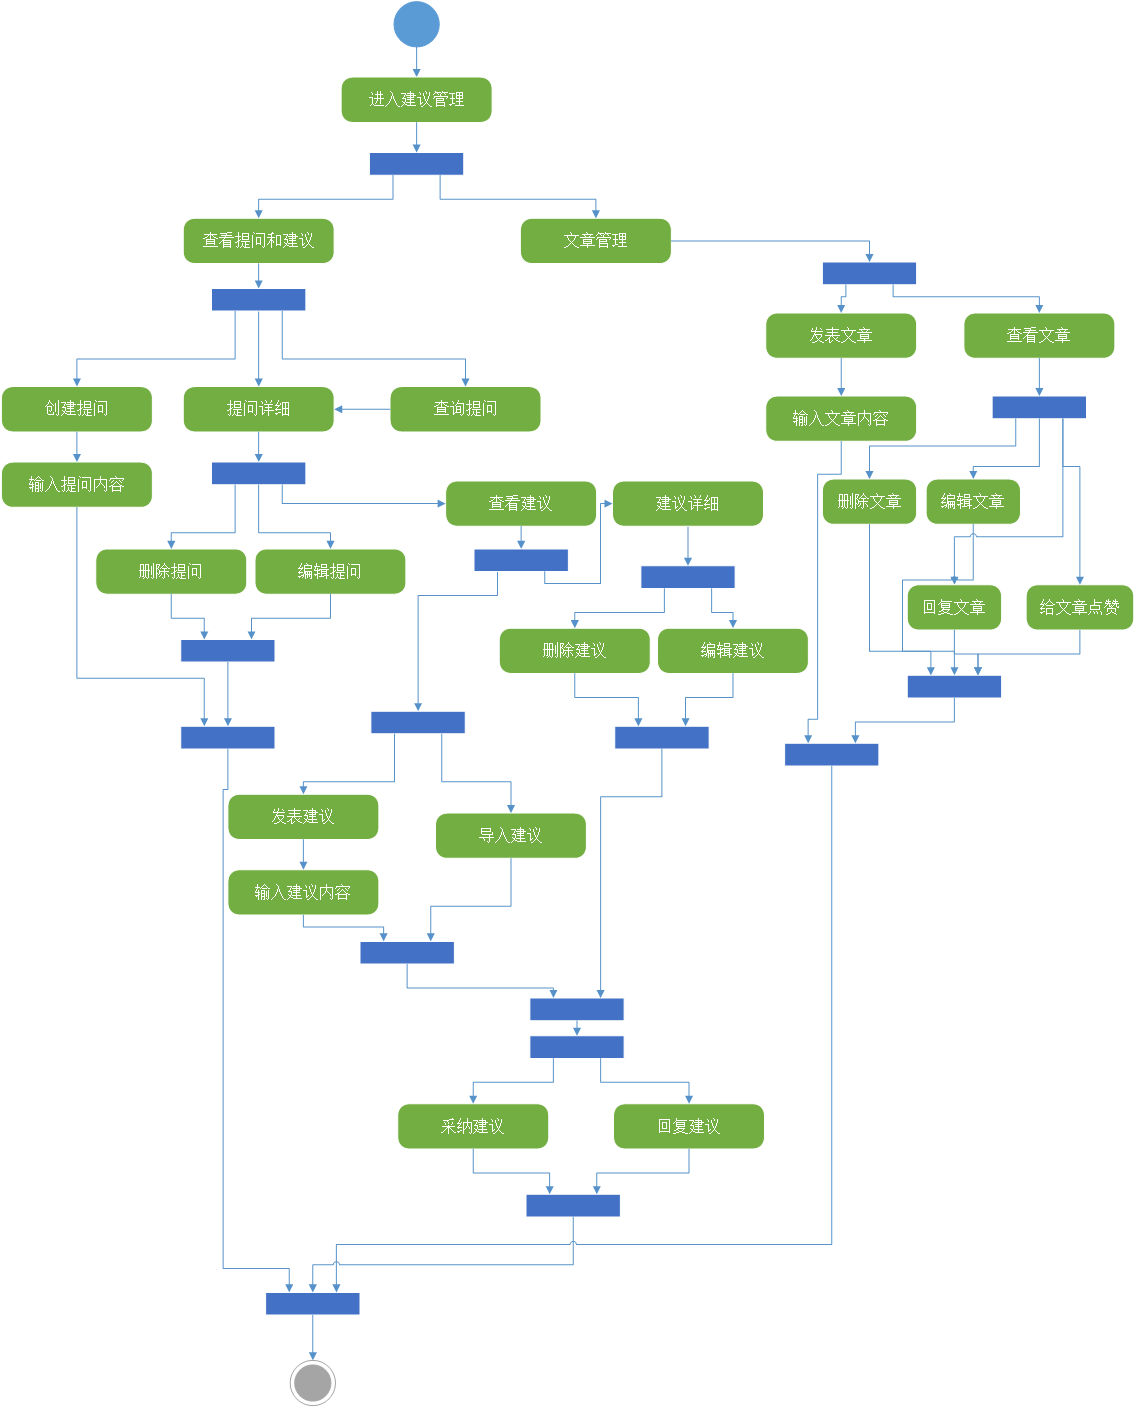 进入建议管理
查看提问和建议
文章管理
发表文章
查看文章
创建提问
提问详细
查询提问
输入文章内容
输入提问内容
查看建议
建议详细
删除文章
编辑文章
删除提问
编辑提问
回复文章
给文章点赞
删除建议
编辑建议
发表建议
导入建议
输入建议内容
采纳建议
回复建议